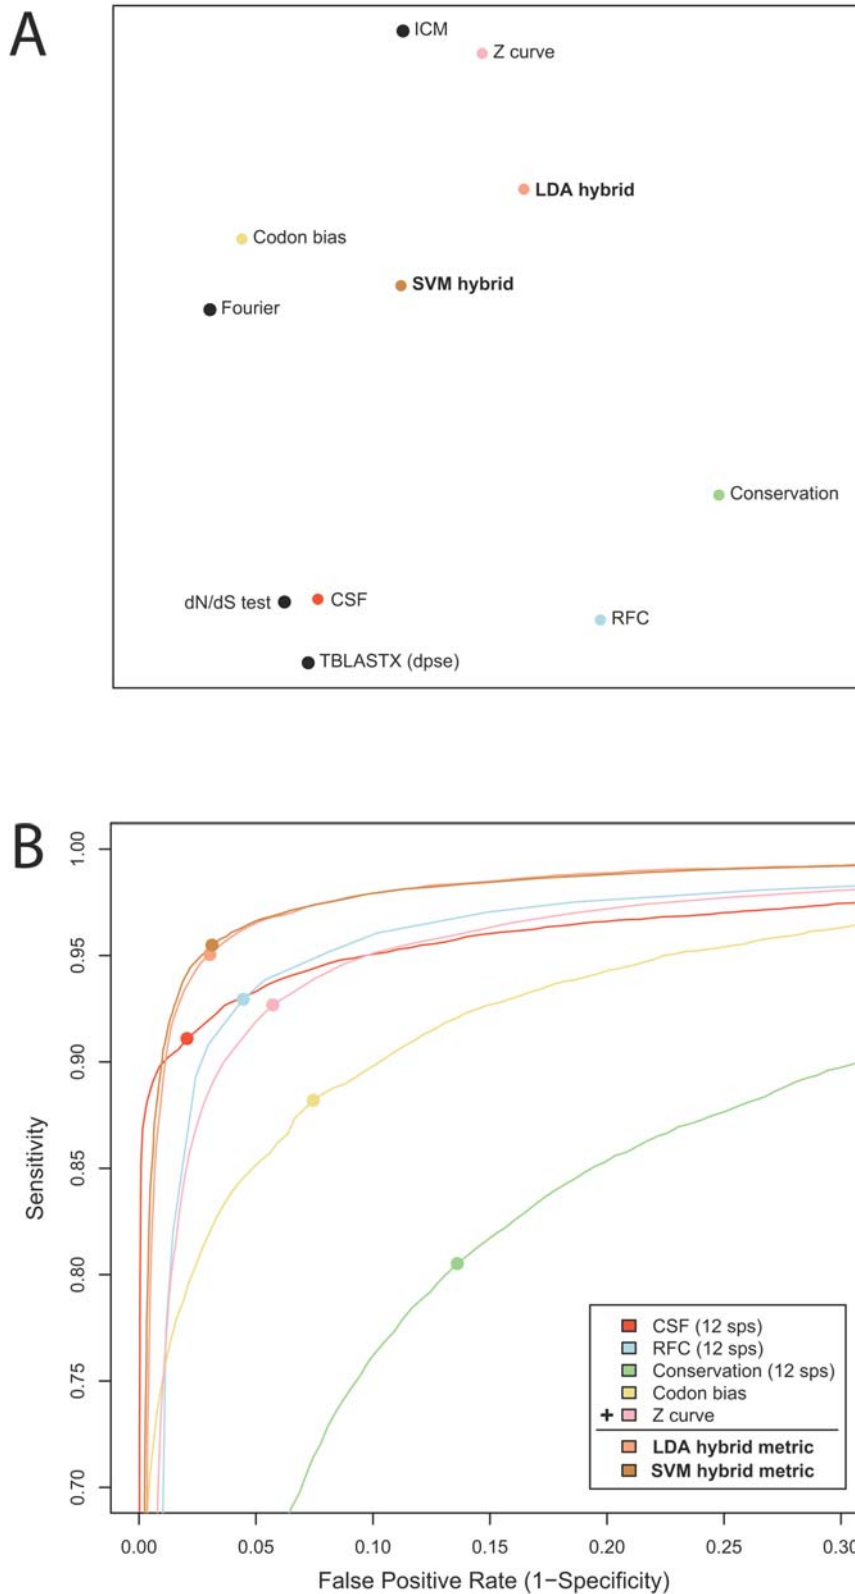 A
ICM
Z curve
LDA hybrid
Codon bias
SVM hybrid
Fourier
Conservation
dN/dS test
CSF
RFC
TBLASTX (dpse)
B
1.00
0.95
0.90
0.85
0.80
0.75
0.70
Sensitivity
CSF (12 sps)
RFC (12 sps)
Conservation (12 sps)
Codon bias
+ Z curve
LDA hybrid metric
SVM hybrid metric
0.00 0.05 0.10 0.15 0.20 0.25 0.30
False Positive Rate (1−Specificity)